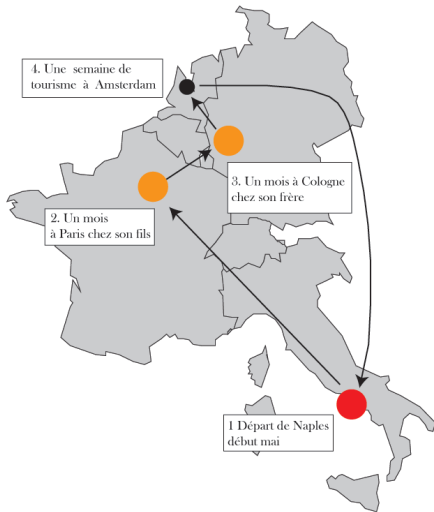 4. Une semaine de
tourisme à Amsterdam
3. Un mois à Cologne
chez son frère
2. Un mois
à Paris chez son fils
1 Départ de Naples
début mai